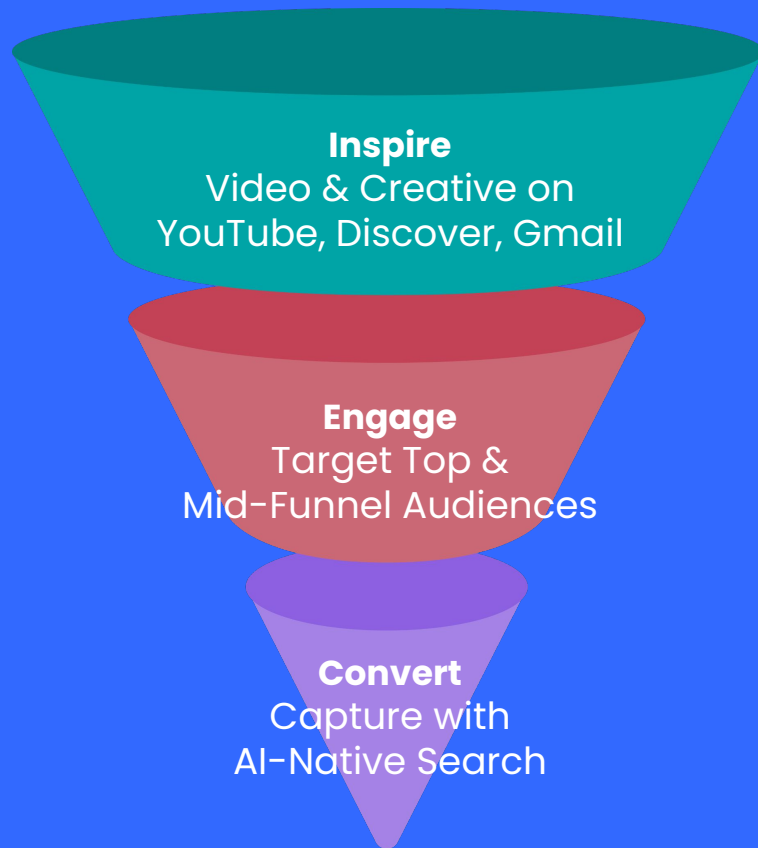 Inspire
Video & Creative on
YouTube, Discover, Gmail
Engage
Target Top &
Mid-Funnel Audiences
Convert
Capture with
AI-Native Search